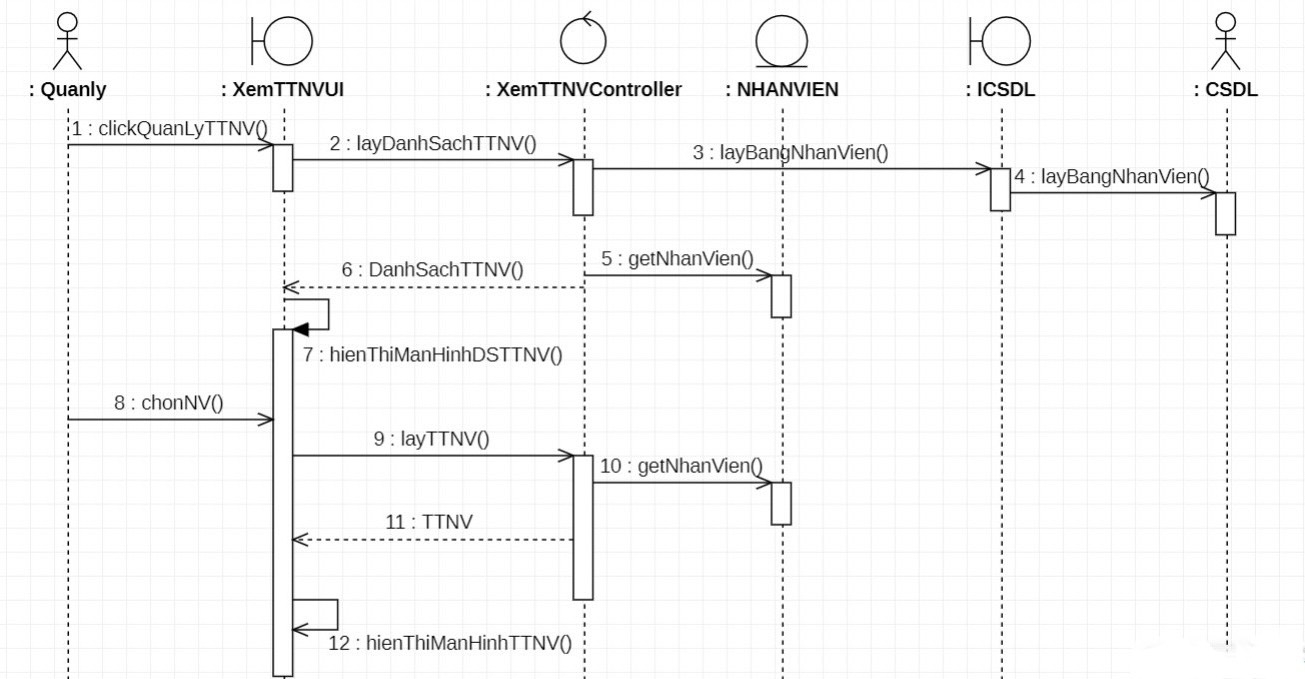 : Quanly
: XemTTNVUI
: XemTTNVController
: NHANVIEN
: ICSDL
: CSDL
1 : clickQuanLyTTNV()
2 : layDanhSachTTNV()
3 : layBangNhanVien()
4 : layBangNhanVien()
5 : getNhanVien()
6 : DanhSachTTNV()
7 : hienThiManHinhDSTTNV()
8 : chonNV()
9 : layTTNV()
10 : getNhanVien()
11 : TTNV
12 : hienThiManHinhTTNV()